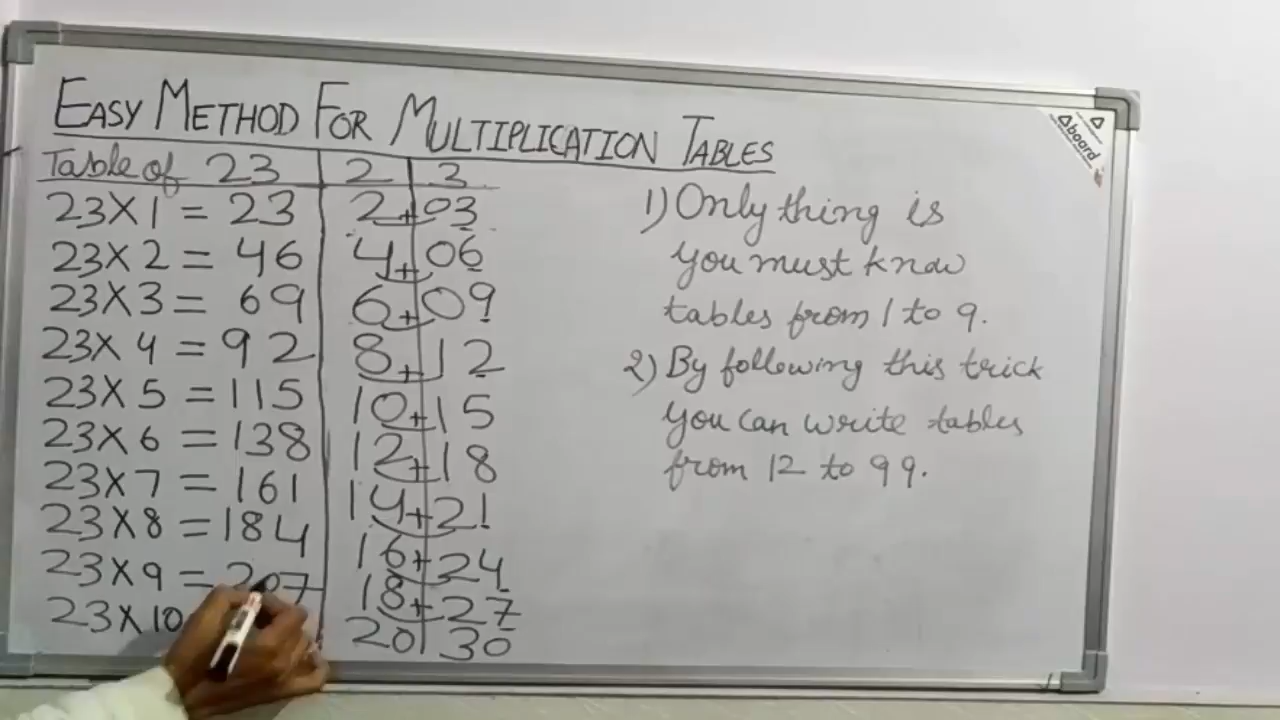 EASY METHOD FOR MULTIPLICATION TABLES
aboard
Table of 23 2 3
23X1 = 23 2+03
23X2 = 46 4+06
23X3 = 69 6+09
23X4 = 92 8+12
23X5 = 115 10+15
23X6 = 138 12+18
23X7 = 161 14+21
23X8 = 184 16+24
23X9 = 207 18+27
23X10 20 30
1) Only thing is
you must know
tables from 1 to 9.
2) By following this trick
you can write tables
from 12 to 99.